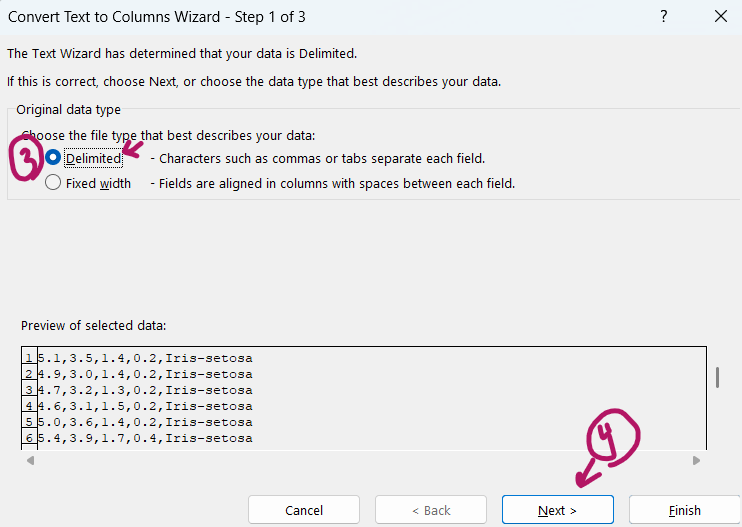 Convert Text to Columns Wizard - Step 1 of 3 ?
The Text Wizard has determined that your data is Delimited.
If this is correct, choose Next, or choose the data type that best describes your data.
Original data type
Choose the file type that best describes your data:
3 Delimited - Characters such as commas or tabs separate each field.
Fixed width - Fields are aligned in columns with spaces between each field.
Preview of selected data:
1 5.1,3.5,1.4,0.2,Iris-setosa
2 4.9,3.0,1.4,0.2,Iris-setosa
3 4.7,3.2,1.3,0.2,Iris-setosa
4 4.6,3.1,1.5,0.2,Iris-setosa
5 5.0,3.6,1.4,0.2,Iris-setosa
6 5.4,3.9,1.7,0.4,Iris-setosa
4
Cancel < Back Next > Finish